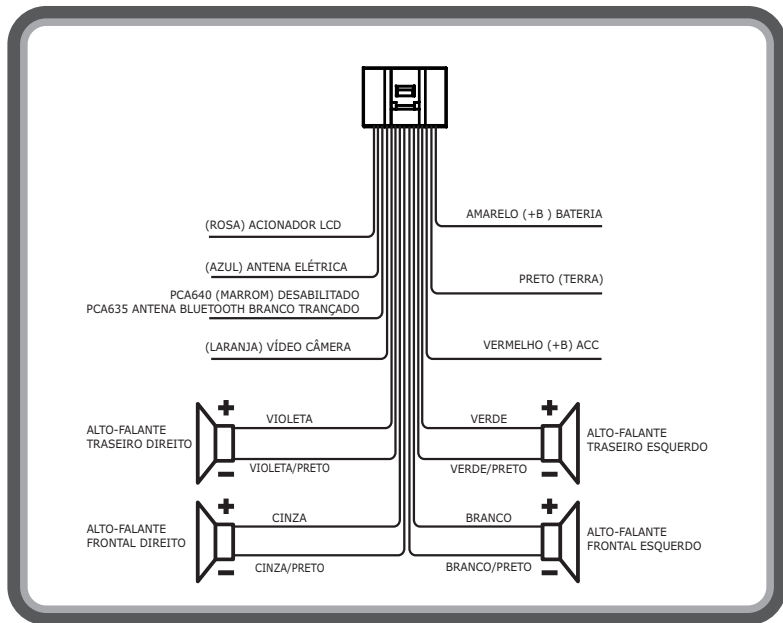 (ROSA) ACIONADOR LCD
AMARELO (+B ) BATERIA
(AZUL) ANTENA ELÉTRICA
PRETO (TERRA)
PCA640 (MARROM) DESABILITADO
PCA635 ANTENA BLUETOOTH BRANCO TRANÇADO
(LARANJA) VÍDEO CÂMERA
VERMELHO (+B) ACC
ALTO-FALANTE
TRASEIRO DIREITO
+
VIOLETA
VIOLETA/PRETO
−
VERDE
VERDE/PRETO
+
−
ALTO-FALANTE
TRASEIRO ESQUERDO
ALTO-FALANTE
FRONTAL DIREITO
+
CINZA
CINZA/PRETO
−
BRANCO
BRANCO/PRETO
+
−
ALTO-FALANTE
FRONTAL ESQUERDO